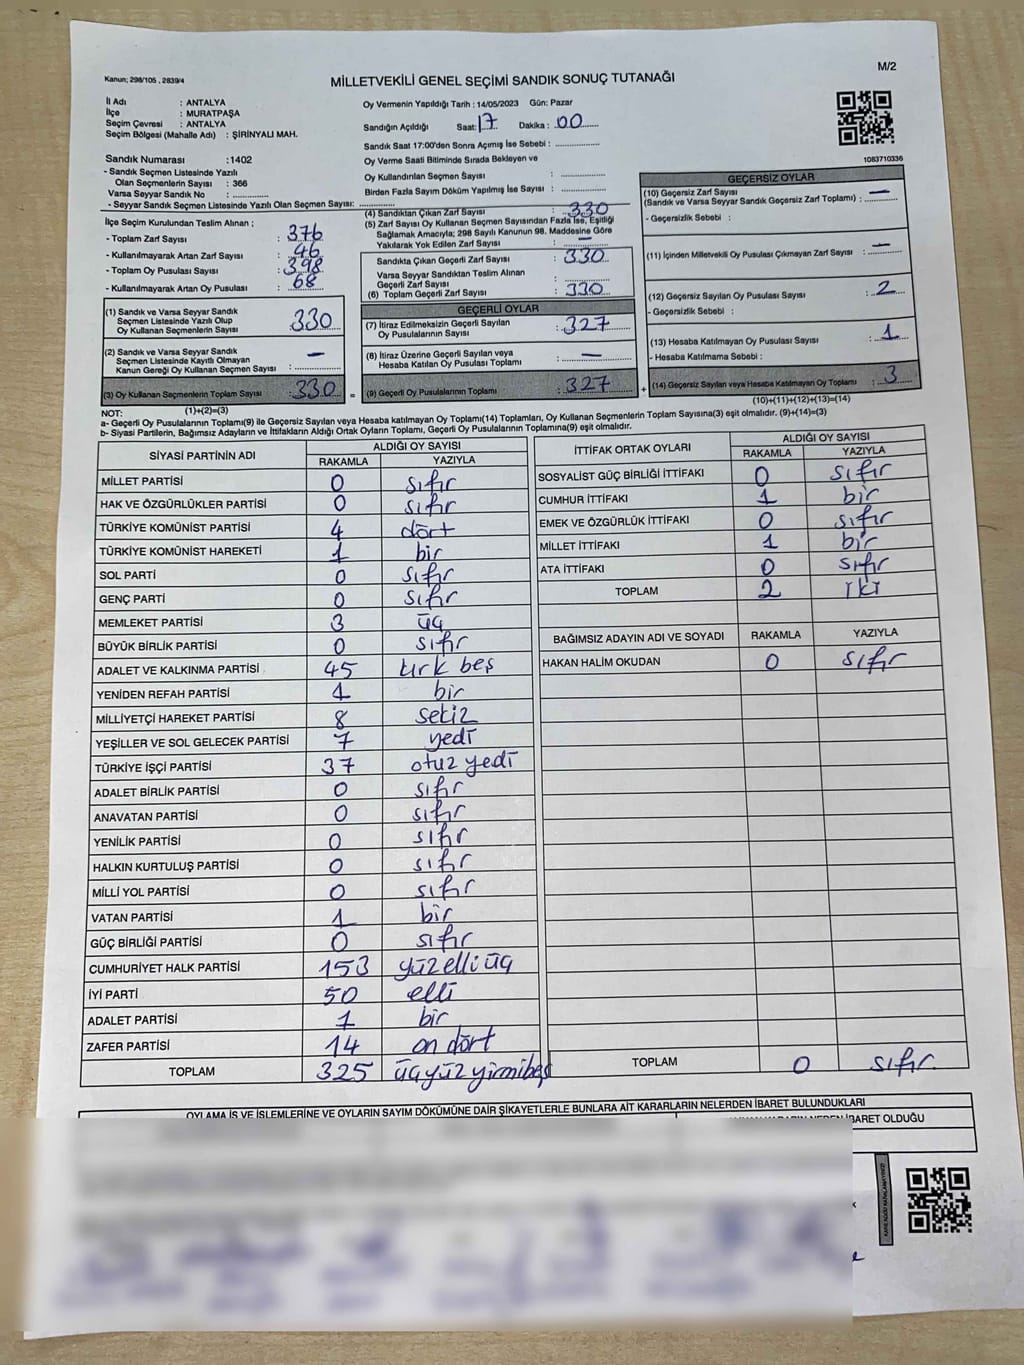 Kanun; 298/105 , 2839/4
M/2
MİLLETVEKİLİ GENEL SEÇİMİ SANDIK SONUÇ TUTANAĞI
İl Adı : ANTALYA
İlçe : MURATPAŞA
Seçim Çevresi : ANTALYA
Seçim Bölgesi (Mahalle Adı) : ŞİRİNYALI MAH.
Sandık Numarası :1402
- Sandık Seçmen Listesinde Yazılı
Olan Seçmenlerin Sayısı : 366
Varsa Seyyar Sandık No : ..............
- Seyyar Sandık Seçmen Listesinde Yazılı Olan Seçmen Sayısı: ..............
Oy Vermenin Yapıldığı Tarih : 14/05/2023 Gün: Pazar
Sandığın Açıldığı Saat: 17 Dakika : 00
Sandık Saat 17:00'den Sonra Açımış İse Sebebi : ..............
Oy Verme Saati Bitiminde Sırada Bekleyen ve
Oy Kullandırılan Seçmen Sayısı : ..............
Birden Fazla Sayım Döküm Yapılmış İse Sayısı : ..............
1083710336
İlçe Seçim Kurulundan Teslim Alınan ;
- Toplam Zarf Sayısı : 376
- Kullanılmayarak Artan Zarf Sayısı : 46
- Toplam Oy Pusulası Sayısı : 398
- Kullanılmayarak Artan Oy Pusulası : 68
(1) Sandık ve Varsa Seyyar Sandık
Seçmen Listesinde Yazılı Olup
Oy Kullanan Seçmenlerin Sayısı 330
(2) Sandık ve Varsa Seyyar Sandık
Seçmen Listesinde Kayıtlı Olmayan
Kanun Gereği Oy Kullanan Seçmen Sayısı : —
(3) Oy Kullanan Seçmenlerin Toplam Sayısı : 330
(1)+(2)=(3)
(4) Sandıktan Çıkan Zarf Sayısı : 330
(5) Zarf Sayısı Oy Kullanan Seçmen Sayısından Fazla İse, Eşitliği
Sağlamak Amacıyla; 298 Sayılı Kanunun 98. Maddesine Göre
Yakılarak Yok Edilen Zarf Sayısı : —
Sandıkta Çıkan Geçerli Zarf Sayısı : 330
Varsa Seyyar Sandıktan Teslim Alınan
Geçerli Zarf Sayısı : ..............
(6) Toplam Geçerli Zarf Sayısı : 330
GEÇERLİ OYLAR
(7) İtiraz Edilmeksizin Geçerli Sayılan
Oy Pusulalarının Sayısı : 327
(8) İtiraz Üzerine Geçerli Sayılan veya
Hesaba Katılan Oy Pusulası Toplamı : —
= (9) Geçerli Oy Pusulalarının Toplamı : 327
GEÇERSİZ OYLAR
(10) Geçersiz Zarf Sayısı
(Sandık ve Varsa Seyyar Sandık Geçersiz Zarf Toplamı) : —
- Geçersizlik Sebebi :
(11) İçinden Milletvekili Oy Pusulası Çıkmayan Zarf Sayısı : —
(12) Geçersiz Sayılan Oy Pusulası Sayısı : 2
- Geçersizlik Sebebi :
(13) Hesaba Katılmayan Oy Pusulası Sayısı : 1
- Hesaba Katılmama Sebebi :
+ (14) Geçersiz Sayılan veya Hesaba Katılmayan Oy Toplamı : 3
(10)+(11)+(12)+(13)=(14)
NOT:
a- Geçerli Oy Pusulalarının Toplamı(9) ile Geçersiz Sayılan veya Hesaba katılmayan Oy Toplamı(14) Toplamları, Oy Kullanan Seçmenlerin Toplam Sayısına(3) eşit olmalıdır. (9)+(14)=(3)
b- Siyasi Partilerin, Bağımsız Adayların ve İttifakların Aldığı Ortak Oyların Toplamı, Geçerli Oy Pusulalarının Toplamına(9) eşit olmalıdır.
SİYASİ PARTİNİN ADI ALDIĞI OY SAYISI
RAKAMLA YAZIYLA
MİLLET PARTİSİ 0 sıfır
HAK VE ÖZGÜRLÜKLER PARTİSİ 0 sıfır
TÜRKİYE KOMÜNİST PARTİSİ 4 dört
TÜRKİYE KOMÜNİST HAREKETİ 1 bir
SOL PARTİ 0 sıfır
GENÇ PARTİ 0 sıfır
MEMLEKET PARTİSİ 3 üç
BÜYÜK BİRLİK PARTİSİ 0 sıfır
ADALET VE KALKINMA PARTİSİ 45 kırk beş
YENİDEN REFAH PARTİSİ 1 bir
MİLLİYETÇİ HAREKET PARTİSİ 8 sekiz
YEŞİLLER VE SOL GELECEK PARTİSİ 7 yedi
TÜRKİYE İŞÇİ PARTİSİ 37 otuz yedi
ADALET BİRLİK PARTİSİ 0 sıfır
ANAVATAN PARTİSİ 0 sıfır
YENİLİK PARTİSİ 0 sıfır
HALKIN KURTULUŞ PARTİSİ 0 sıfır
MİLLİ YOL PARTİSİ 0 sıfır
VATAN PARTİSİ 1 bir
GÜÇ BİRLİĞİ PARTİSİ 0 sıfır
CUMHURİYET HALK PARTİSİ 153 yüz elli üç
İYİ PARTİ 50 elli
ADALET PARTİSİ 1 bir
ZAFER PARTİSİ 14 on dört
TOPLAM 325 üçyüz yirmibeş
İTTİFAK ORTAK OYLARI ALDIĞI OY SAYISI
RAKAMLA YAZIYLA
SOSYALİST GÜÇ BİRLİĞİ İTTİFAKI 0 sıfır
CUMHUR İTTİFAKI 1 bir
EMEK VE ÖZGÜRLÜK İTTİFAKI 0 sıfır
MİLLET İTTİFAKI 1 bir
ATA İTTİFAKI 0 sıfır
TOPLAM 2 iki
BAĞIMSIZ ADAYIN ADI VE SOYADI RAKAMLA YAZIYLA
HAKAN HALİM OKUDAN 0 sıfır
TOPLAM 0 sıfır.
OYLAMA İŞ VE İŞLEMLERİNE VE OYLARIN SAYIM DÖKÜMÜNE DAİR ŞİKAYETLERLE BUNLARA AİT KARARLARIN NELERDEN İBARET BULUNDUKLARI
İBARET OLDUĞU